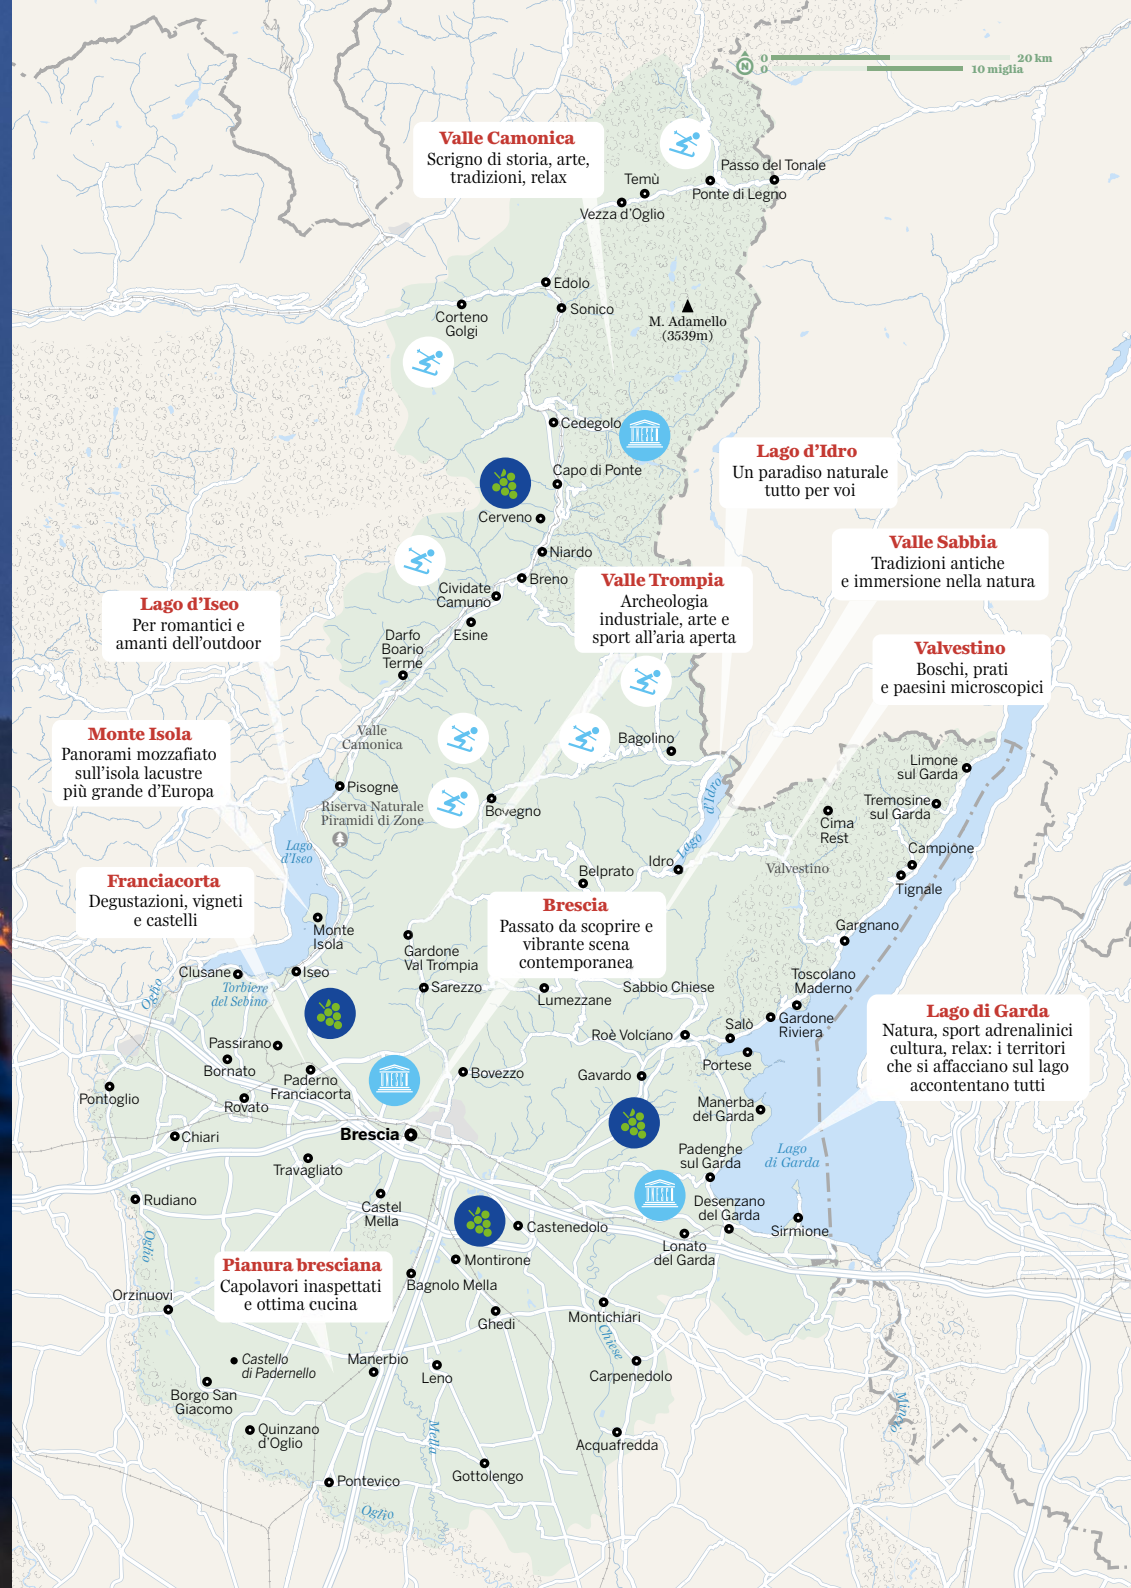 0
20 km
N
0
10 miglia
Valle Camonica
Scrigno di storia, arte,
tradizioni, relax
Passo del Tonale
Temù
Ponte di Legno
Vezza d'Oglio
Edolo
Sonico
Corteno
Golgi
M. Adamello
(3539m)
Cedegolo
Lago d'Idro
Un paradiso naturale
tutto per voi
Capo di Ponte
Cerveno
Valle Sabbia
Tradizioni antiche
e immersione nella natura
Niardo
Breno
Valle Trompia
Archeologia
industriale, arte e
sport all'aria aperta
Cividate
Camuno
Lago d'Iseo
Per romantici e
amanti dell'outdoor
Esine
Darfo
Boario
Terme
Valvestino
Boschi, prati
e paesini microscopici
Monte Isola
Panorami mozzafiato
sull'isola lacustre
più grande d'Europa
Valle
Camonica
Bagolino
Limone
sul Garda
Pisogne
Lago d'Idro
Riserva Naturale
Piramidi di Zone
Bovegno
Tremosine
sul Garda
Cima
Rest
Lago
d'Iseo
Campione
Idro
Belprato
Valvestino
Tignale
Franciacorta
Degustazioni, vigneti
e castelli
Brescia
Passato da scoprire e
vibrante scena
contemporanea
Monte
Isola
Gargnano
Gardone
Val Trompia
Clusane
Iseo
Torbiere
del Sebino
Oglio
Sarezzo
Lumezzane
Sabbio Chiese
Toscolano
Maderno
Lago di Garda
Natura, sport adrenalinici
cultura, relax: i territori
che si affacciano sul lago
accontentano tutti
Gardone
Riviera
Salò
Roè Volciano
Passirano
Bornato
Portese
Paderno
Franciacorta
Bovezzo
Gavardo
Pontoglio
Rovato
Manerba
del Garda
Chiari
Brescia
Travagliato
Padenghe
sul Garda
Lago
di Garda
Rudiano
Castel
Mella
Desenzano
del Garda
Castenedolo
Sirmione
Lonato
del Garda
Oglio
Montirone
Pianura bresciana
Capolavori inaspettati
e ottima cucina
Bagnolo Mella
Orzinuovi
Ghedi
Montichiari
Chiese
Castello
di Padernello
Manerbio
Leno
Carpenedolo
Borgo San
Giacomo
Mincio
Quinzano
d'Oglio
Mella
Acquafredda
Gottolengo
Pontevico
Oglio